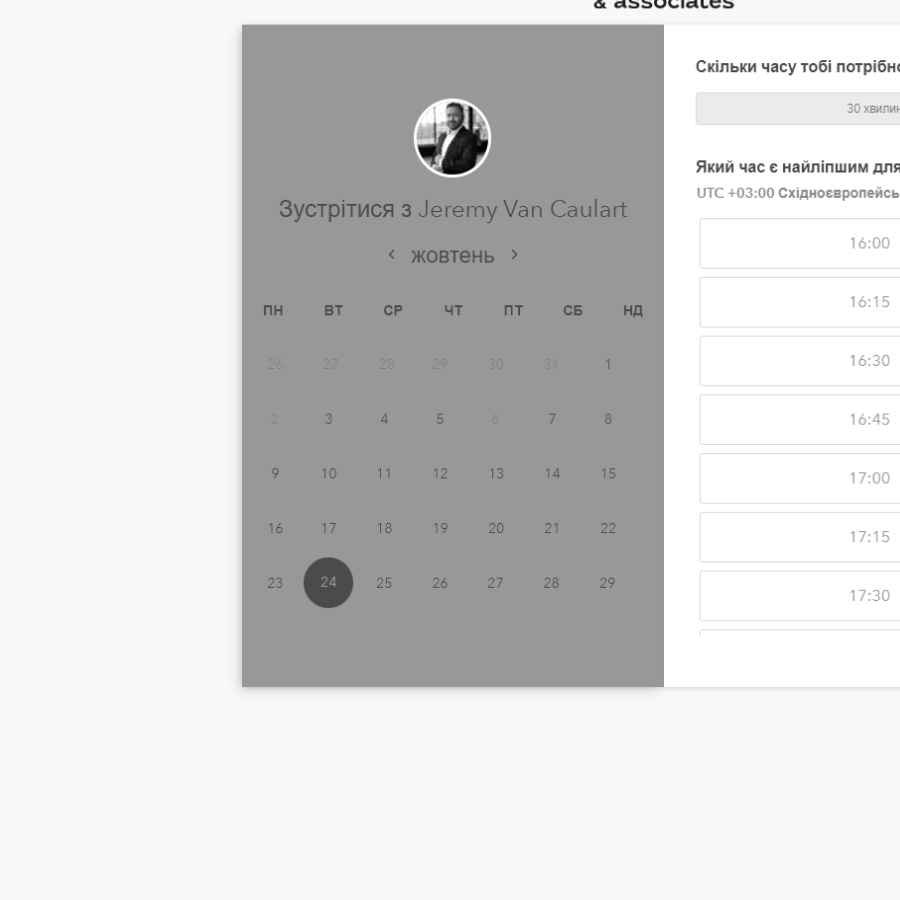 & associates
Зустрітися з Jeremy Van Caulart
< жовтень >
ПН ВТ СР ЧТ ПТ СБ НД
26 27 28 29 30 31 1
2 3 4 5 6 7 8
9 10 11 12 13 14 15
16 17 18 19 20 21 22
23 24 25 26 27 28 29
Скільки часу тобі потрібно
30 хвилин
Який час є найліпшим для
UTC +03:00 Східноєвропейсь
16:00
16:15
16:30
16:45
17:00
17:15
17:30